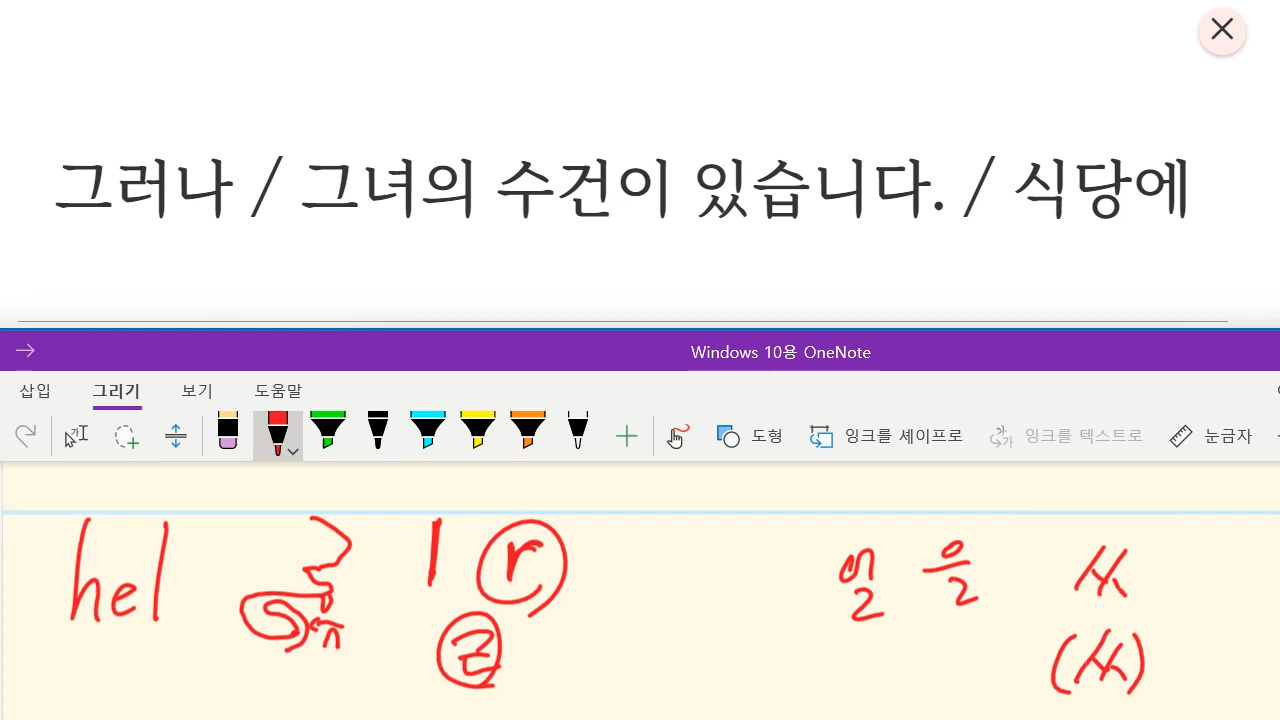 그러나 / 그녀의 수건이 있습니다. / 식당에
Windows 10용 OneNote
삽입 그리기 보기 도움말
도형 잉크를 셰이프로 잉크를 텍스트로 눈금자
hel l r 얼 을 ㅆ
ㄹ (ㅆ)